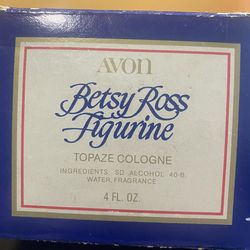 AVON
Betsy Ross
Figurine
TOPAZE COLOGNE
INGREDIENTS: SD ALCOHOL 40-B,
WATER, FRAGRANCE
4 FL. OZ.